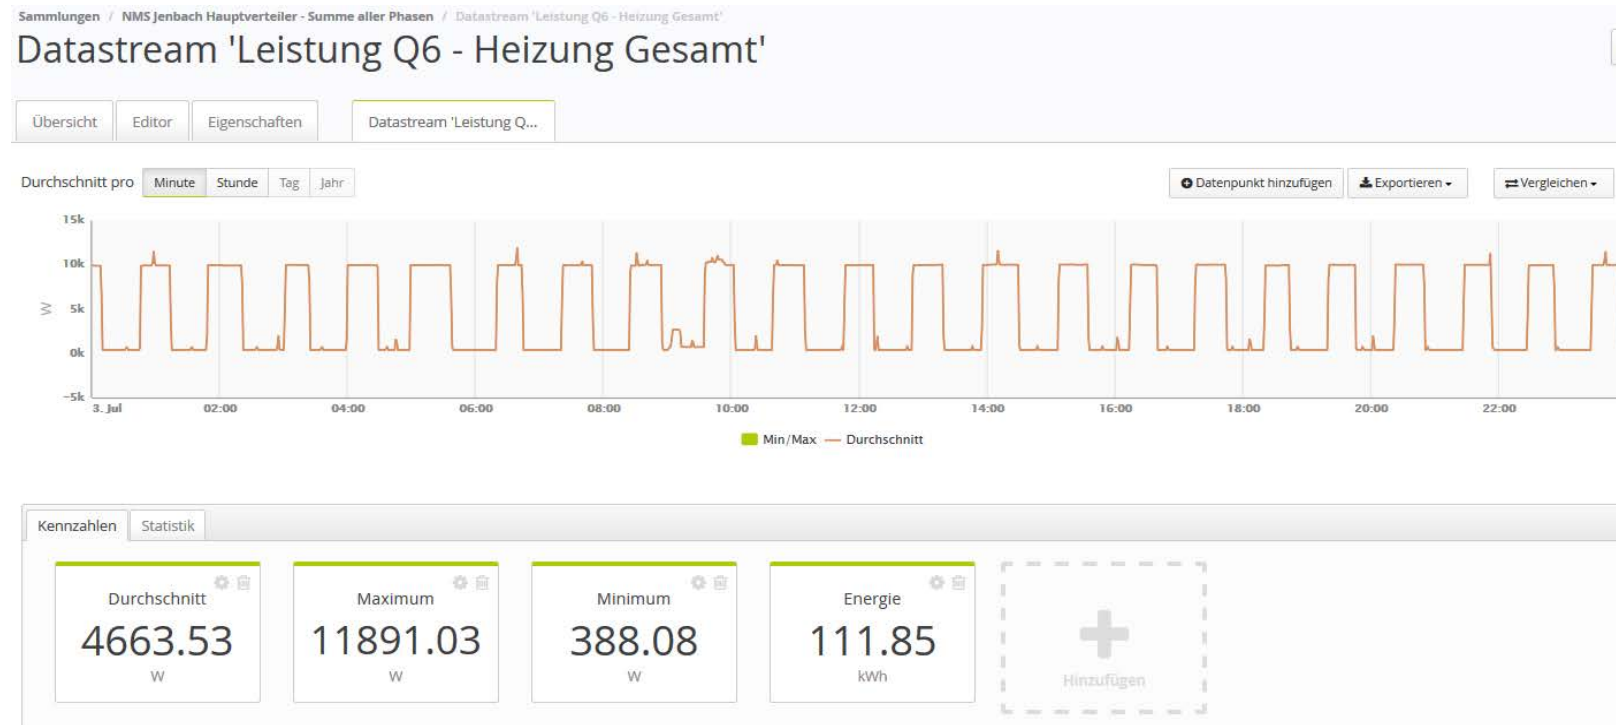 Sammlungen / NMS Jenbach Hauptverteiler - Summe aller Phasen / Datastream 'Leistung Q6 - Heizung Gesamt'
Datastream 'Leistung Q6 - Heizung Gesamt'
Übersicht Editor Eigenschaften Datastream 'Leistung Q...
Durchschnitt pro Minute Stunde Tag Jahr Datenpunkt hinzufügen Exportieren Vergleichen
15k
10k
5k
0k
-5k
W
3. Jul 02:00 04:00 06:00 08:00 10:00 12:00 14:00 16:00 18:00 20:00 22:00
Min/Max Durchschnitt
Kennzahlen Statistik
Durchschnitt Maximum Minimum Energie
4663.53 11891.03 388.08 111.85
W W W kWh
Hinzufügen